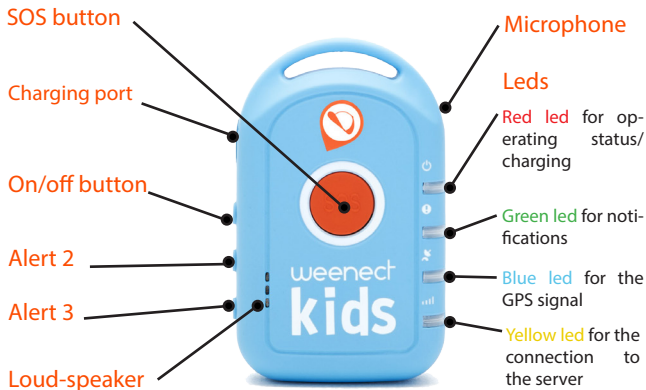 SOS button
Charging port
On/off button
Alert 2
Alert 3
Loud-speaker
weenect
kids
Microphone
Leds
Red led for op-
erating status/
charging
Green led for noti-
fications
Blue led for the
GPS signal
Yellow led for the
connection to
the server